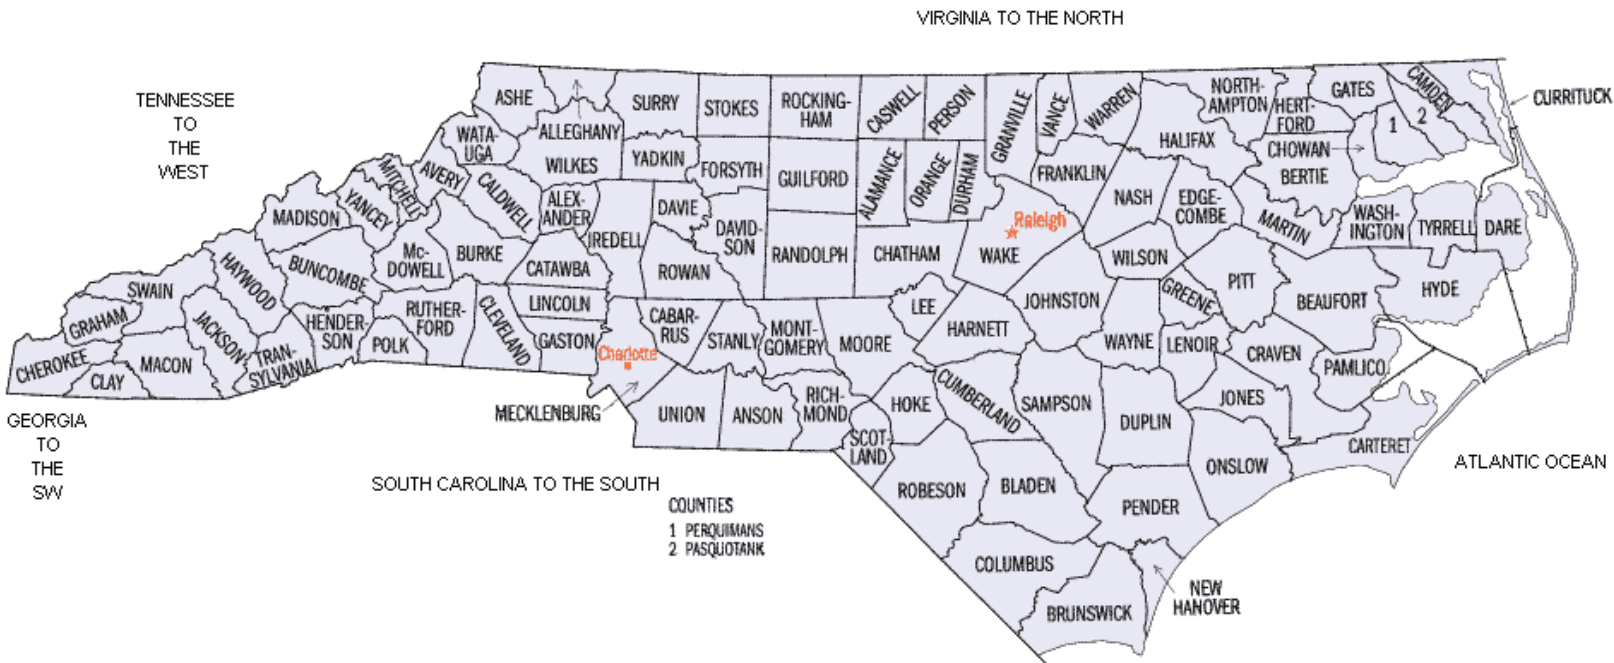 VIRGINIA TO THE NORTH
TENNESSEE
TO
THE
WEST
ASHE
ALLEGHANY
SURRY
STOKES
ROCKING-
HAM
CASWELL
PERSON
GRANVILLE
VANCE
WARREN
NORTH-
AMPTON
HERT-
FORD
GATES
CAMDEN
CURRITUCK
1
2
WATA-
UGA
WILKES
YADKIN
FORSYTH
GUILFORD
ALAMANCE
ORANGE
DURHAM
FRANKLIN
HALIFAX
CHOWAN
BERTIE
MITCHELL
AVERY
CALDWELL
ALEX-
ANDER
DAVIE
NASH
EDGE-
COMBE
MARTIN
WASH-
INGTON
TYRRELL
DARE
MADISON
YANCEY
IREDELL
DAVID-
SON
RANDOLPH
CHATHAM
WAKE
Raleigh
WILSON
PITT
BEAUFORT
HYDE
HAYWOOD
BUNCOMBE
Mc-
DOWELL
BURKE
CATAWBA
ROWAN
SWAIN
GRAHAM
CHEROKEE
CLAY
MACON
JACKSON
TRAN-
SYLVANIA
HENDER-
SON
POLK
RUTHER-
FORD
CLEVELAND
LINCOLN
GASTON
Charlotte
MECKLENBURG
CABAR-
RUS
STANLY
MONT-
GOMERY
MOORE
LEE
HARNETT
JOHNSTON
WAYNE
GREENE
LENOIR
CRAVEN
PAMLICO
JONES
CARTERET
UNION
ANSON
RICH-
MOND
SCOT-
LAND
HOKE
CUMBERLAND
SAMPSON
DUPLIN
ONSLOW
ROBESON
BLADEN
PENDER
COLUMBUS
BRUNSWICK
NEW
HANOVER
GEORGIA
TO
THE
SW
SOUTH CAROLINA TO THE SOUTH
ATLANTIC OCEAN
COUNTIES
1 PERQUIMANS
2 PASQUOTANK